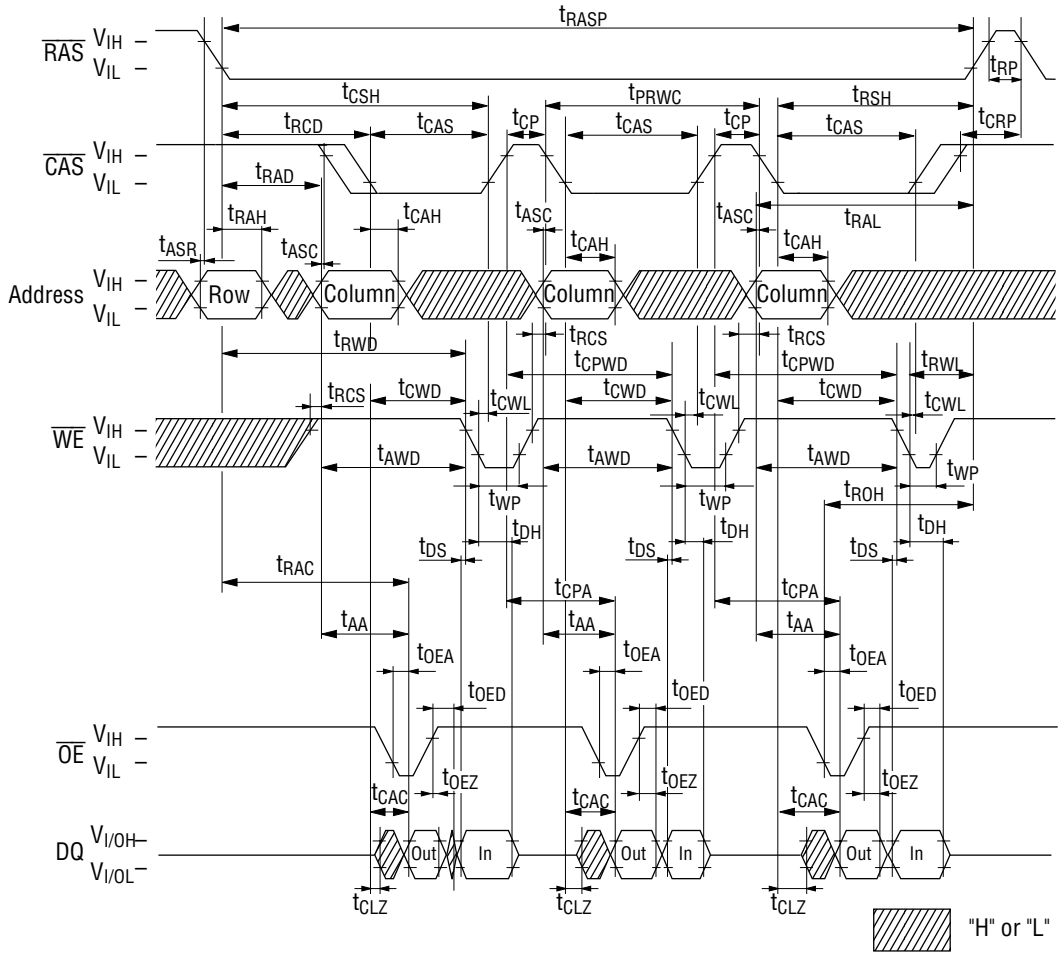 tRASP
RAS VIH
VIL
tRP
tCSH tPRWC tRSH
tRCD tCAS tCP tCAS tCP tCAS tCRP
CAS VIH
VIL
tRAD
tRAH tCAH tASC tASC tRAL
tASR tASC tCAH tCAH
Address VIH
VIL
Row Column Column Column
tRCS tRCS
tRWD tCPWD tCPWD tRWL
tRCS tCWD tCWL tCWD tCWL tCWD tCWL
WE VIH
VIL
tAWD tAWD tAWD
tWP tWP tWP
tROH
tDH tDH tDH
tDS tDS tDS
tRAC
tCPA tCPA
tAA tAA tAA
tOEA tOEA tOEA
tOED tOED tOED
OE VIH
VIL
tOEZ tOEZ tOEZ
tCAC tCAC tCAC
DQ VI/OH
VI/OL
Out In Out In Out In
tCLZ tCLZ tCLZ
"H" or "L"